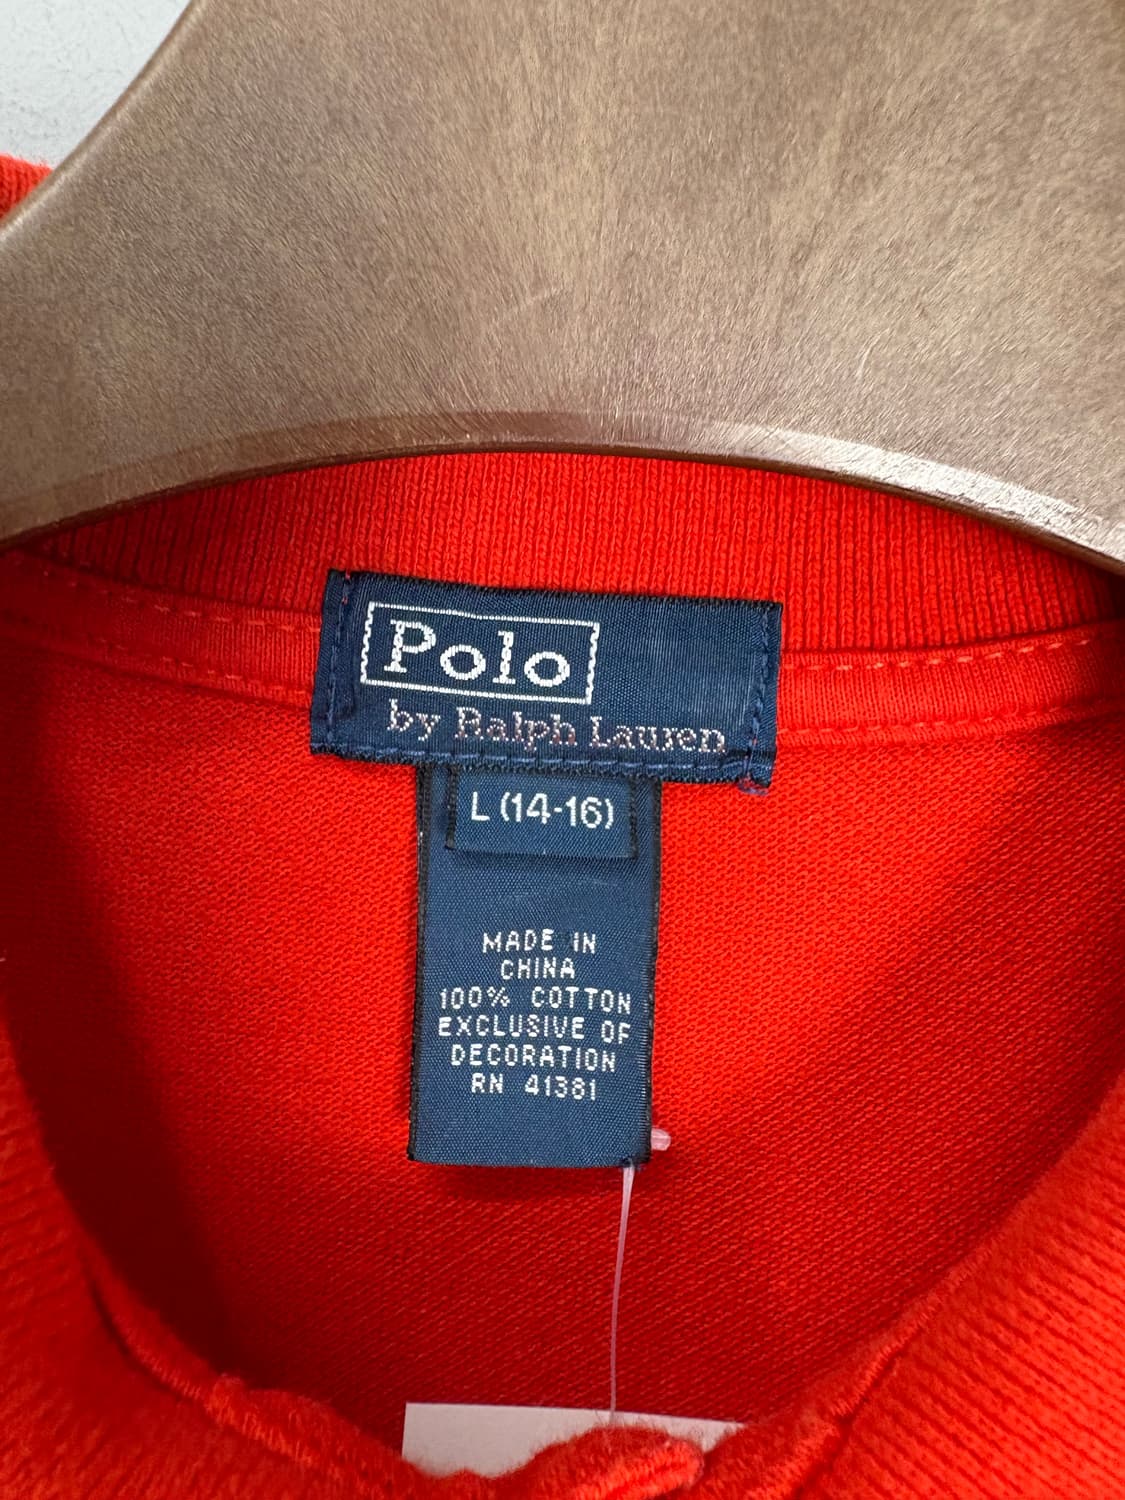 Polo
by Ralph Lauren
L (14-16)
MADE IN
CHINA
100% COTTON
EXCLUSIVE OF
DECORATION
RN 41381